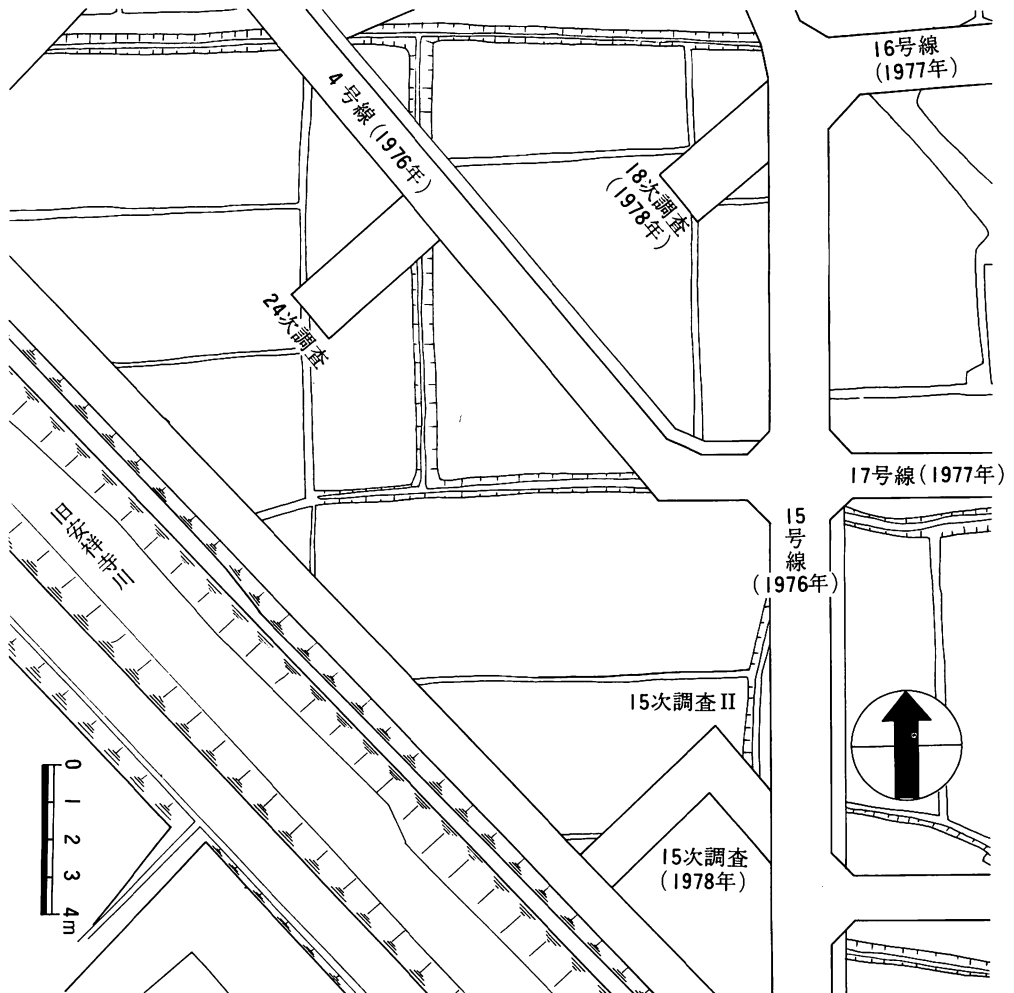 16号線
(1977年)
4号線(1976年)
18次調査
(1978年)
24次調査
17号線(1977年)
15
号
線
(1976年)
旧安祥寺川
15次調査II
15次調査
(1978年)
0 1 2 3 4m